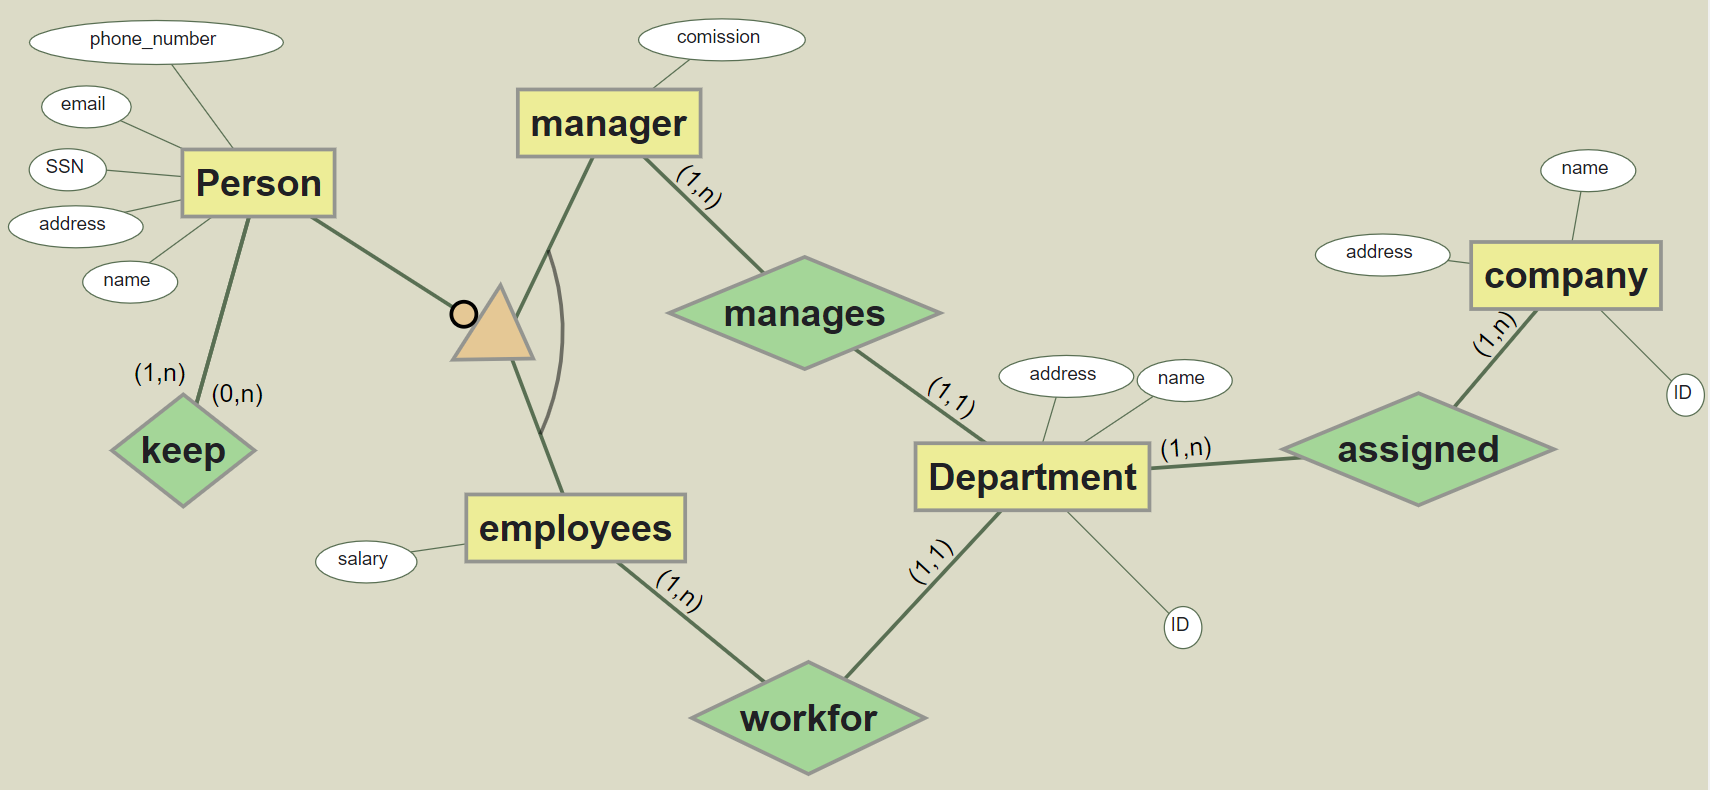 phone_number
comission
email
manager
SSN
Person
name
(1,n)
address
address
company
name
manages
(1,n)
(1,n)
(0,n)
address
name
ID
(1,1)
keep
(1,n)
assigned
Department
employees
salary
(1,n)
(1,1)
ID
workfor